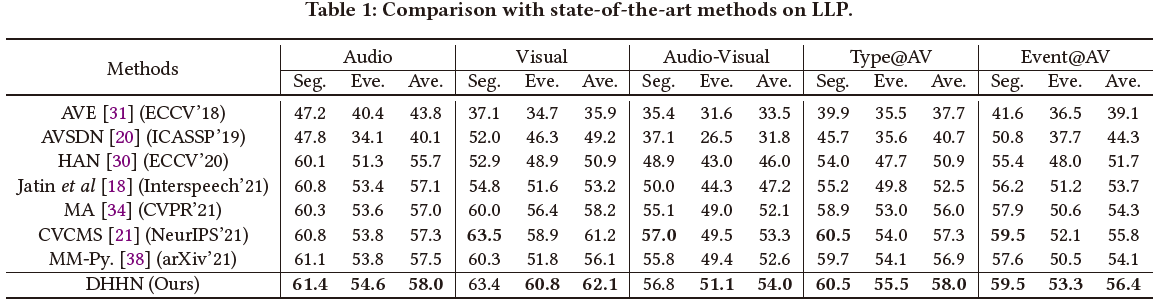 Table 1: Comparison with state-of-the-art methods on LLP.
Methods Audio Visual Audio-Visual Type@AV Event@AV
Seg. Eve. Ave. Seg. Eve. Ave. Seg. Eve. Ave. Seg. Eve. Ave. Seg. Eve. Ave.
AVE [31] (ECCV'18) 47.2 40.4 43.8 37.1 34.7 35.9 35.4 31.6 33.5 39.9 35.5 37.7 41.6 36.5 39.1
AVSDN [20] (ICASSP'19) 47.8 34.1 40.1 52.0 46.3 49.2 37.1 26.5 31.8 45.7 35.6 40.7 50.8 37.7 44.3
HAN [30] (ECCV'20) 60.1 51.3 55.7 52.9 48.9 50.9 48.9 43.0 46.0 54.0 47.7 50.9 55.4 48.0 51.7
Jatin et al [18] (Interspeech'21) 60.8 53.4 57.1 54.8 51.6 53.2 50.0 44.3 47.2 55.2 49.8 52.5 56.2 51.2 53.7
MA [34] (CVPR'21) 60.3 53.6 57.0 60.0 56.4 58.2 55.1 49.0 52.1 58.9 53.0 56.0 57.9 50.6 54.3
CVCMS [21] (NeurIPS'21) 60.8 53.8 57.3 63.5 58.9 61.2 57.0 49.5 53.3 60.5 54.0 57.3 59.5 52.1 55.8
MM-Py. [38] (arXiv'21) 61.1 53.8 57.5 60.3 51.8 56.1 55.8 49.4 52.6 59.7 54.1 56.9 57.6 50.5 54.1
DHHN (Ours) 61.4 54.6 58.0 63.4 60.8 62.1 56.8 51.1 54.0 60.5 55.5 58.0 59.5 53.3 56.4